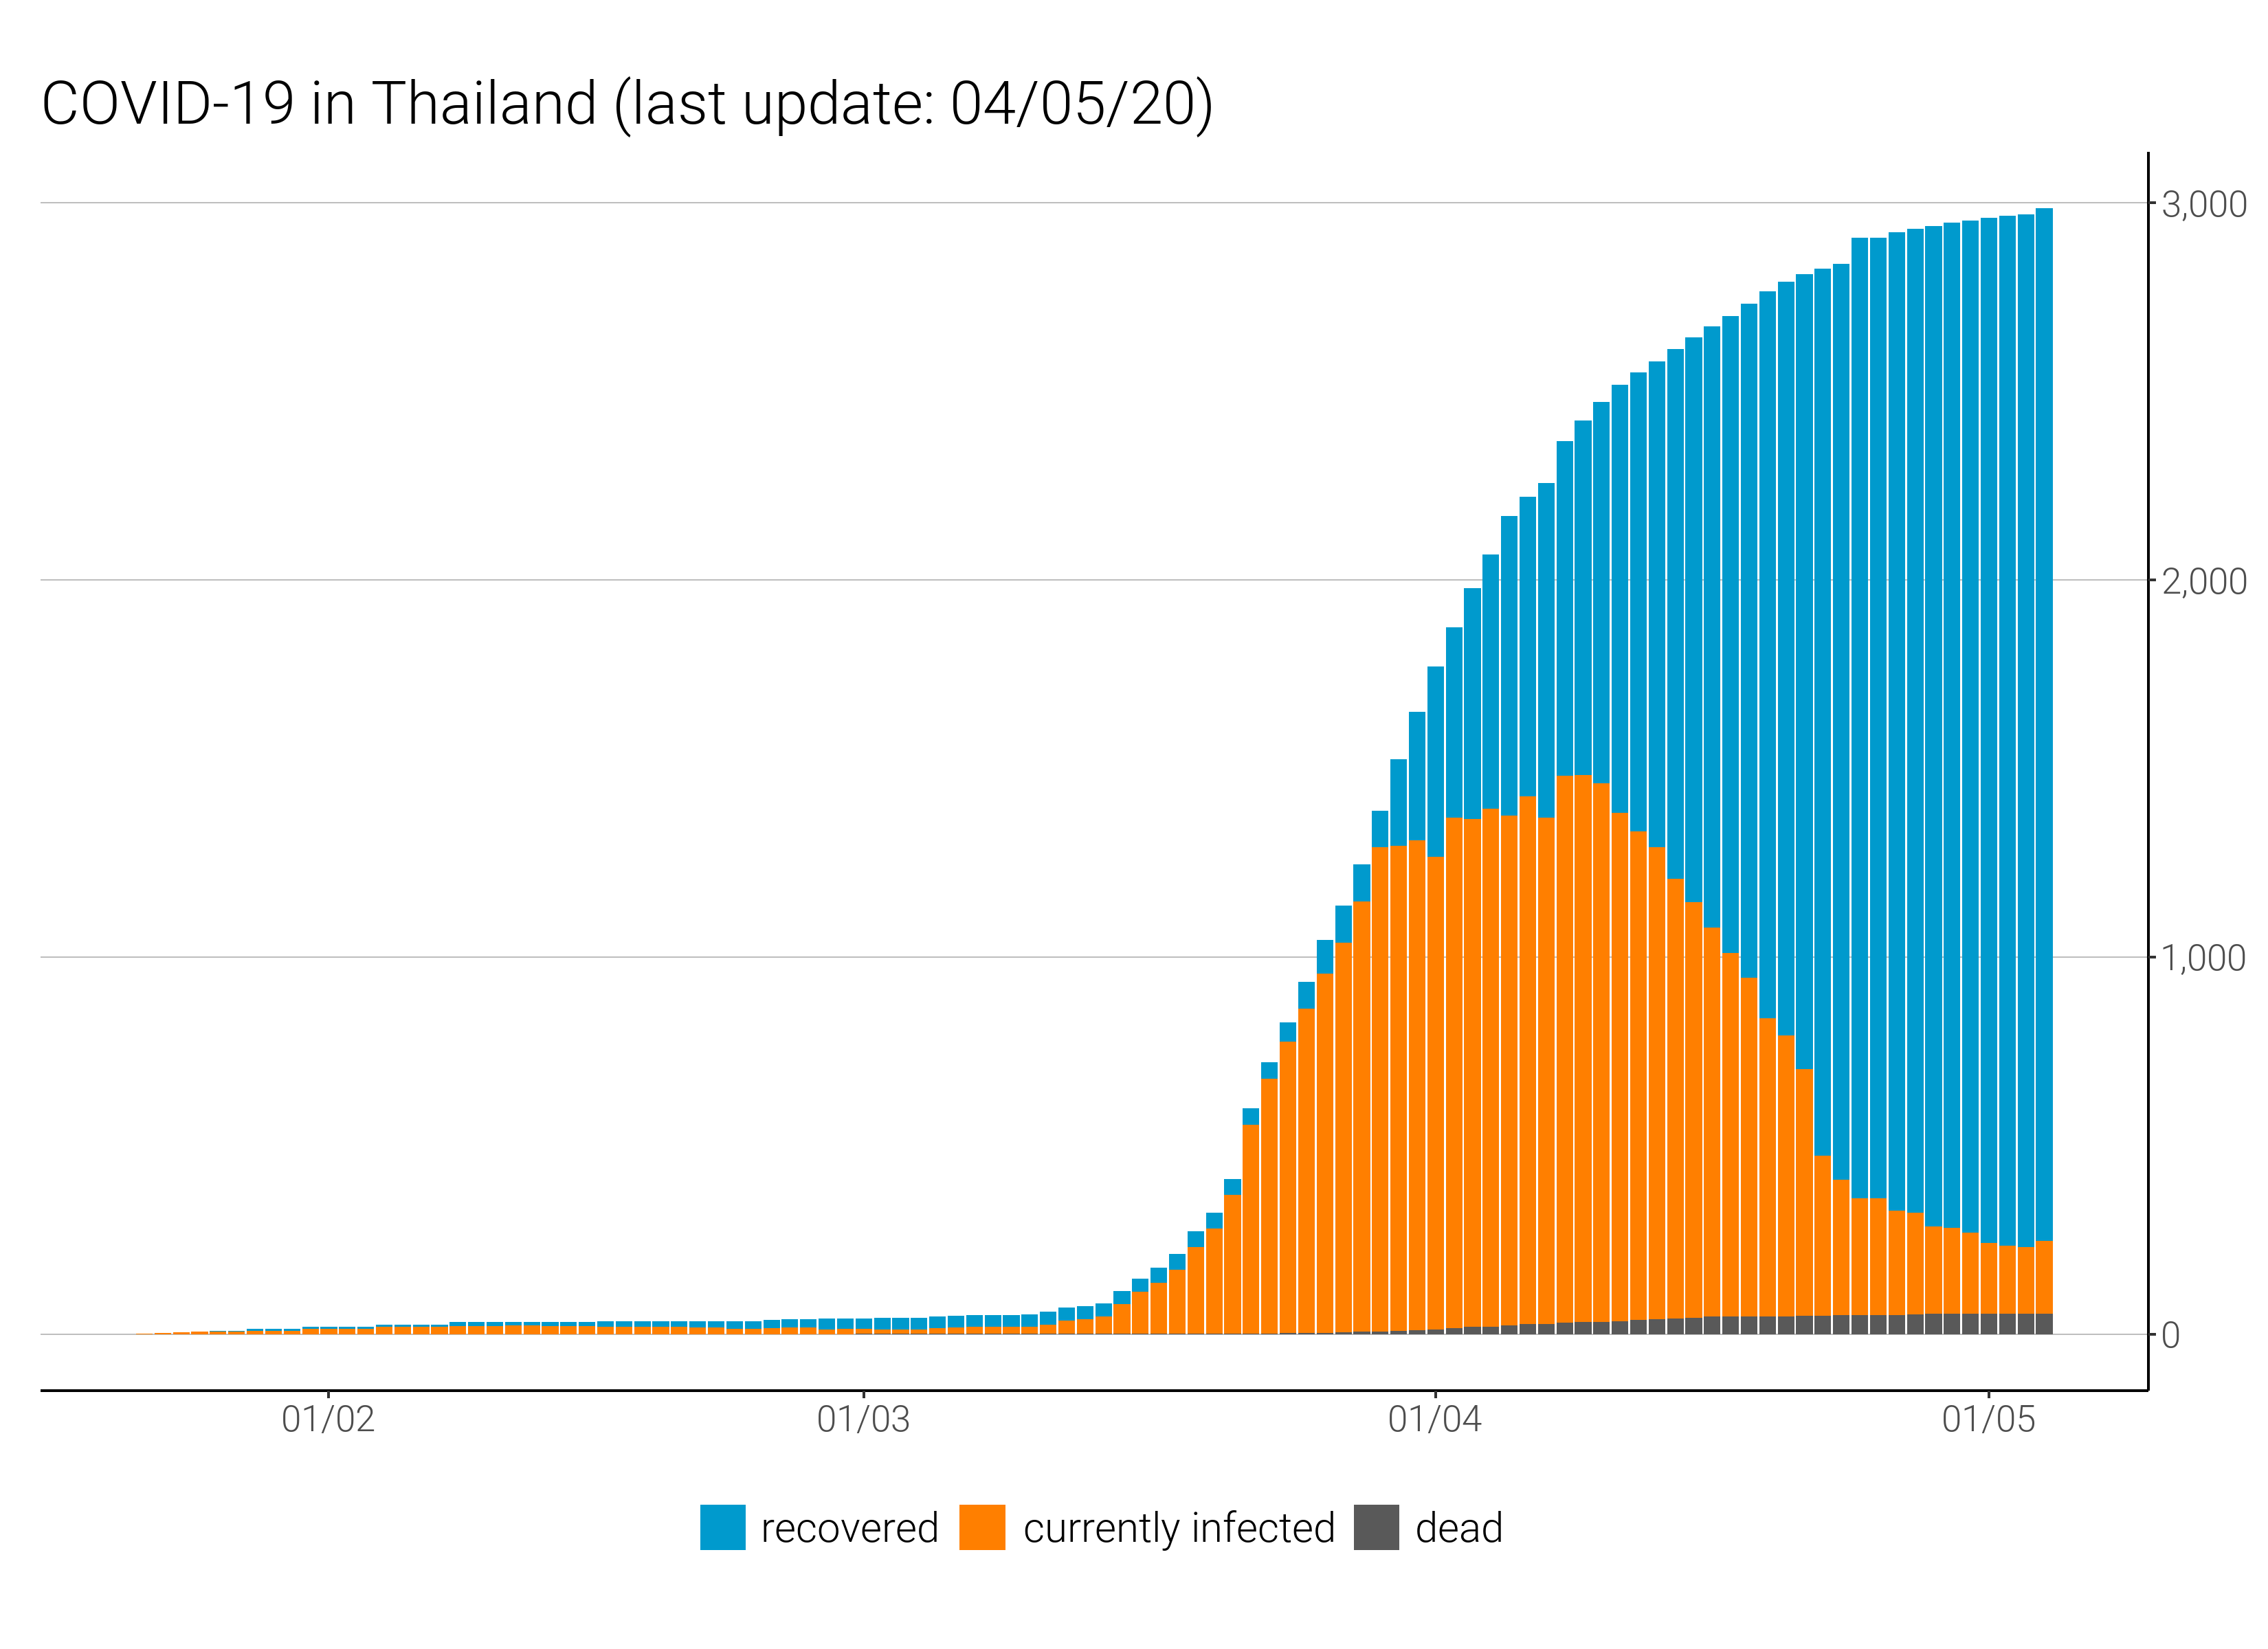 COVID-19 in Thailand (last update: 04/05/20)
3,000
2,000
1,000
0
01/02 01/03 01/04 01/05
recovered currently infected dead